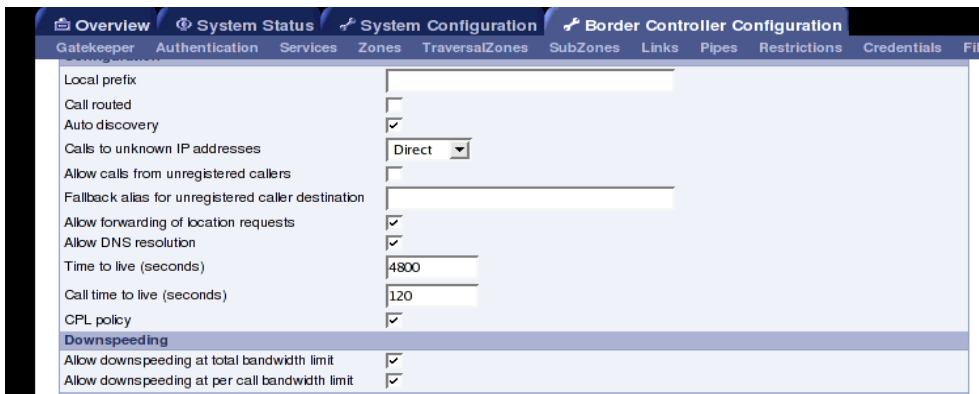 Overview System Status System Configuration Border Controller Configuration
Gatekeeper Authentication Services Zones TraversalZones SubZones Links Pipes Restrictions Credentials
Configuration
Local prefix
Call routed
Auto discovery
Calls to unknown IP addresses Direct
Allow calls from unregistered callers
Fallback alias for unregistered caller destination
Allow forwarding of location requests
Allow DNS resolution
Time to live (seconds) 4800
Call time to live (seconds) 120
CPL policy
Downspeeding
Allow downspeeding at total bandwidth limit
Allow downspeeding at per call bandwidth limit